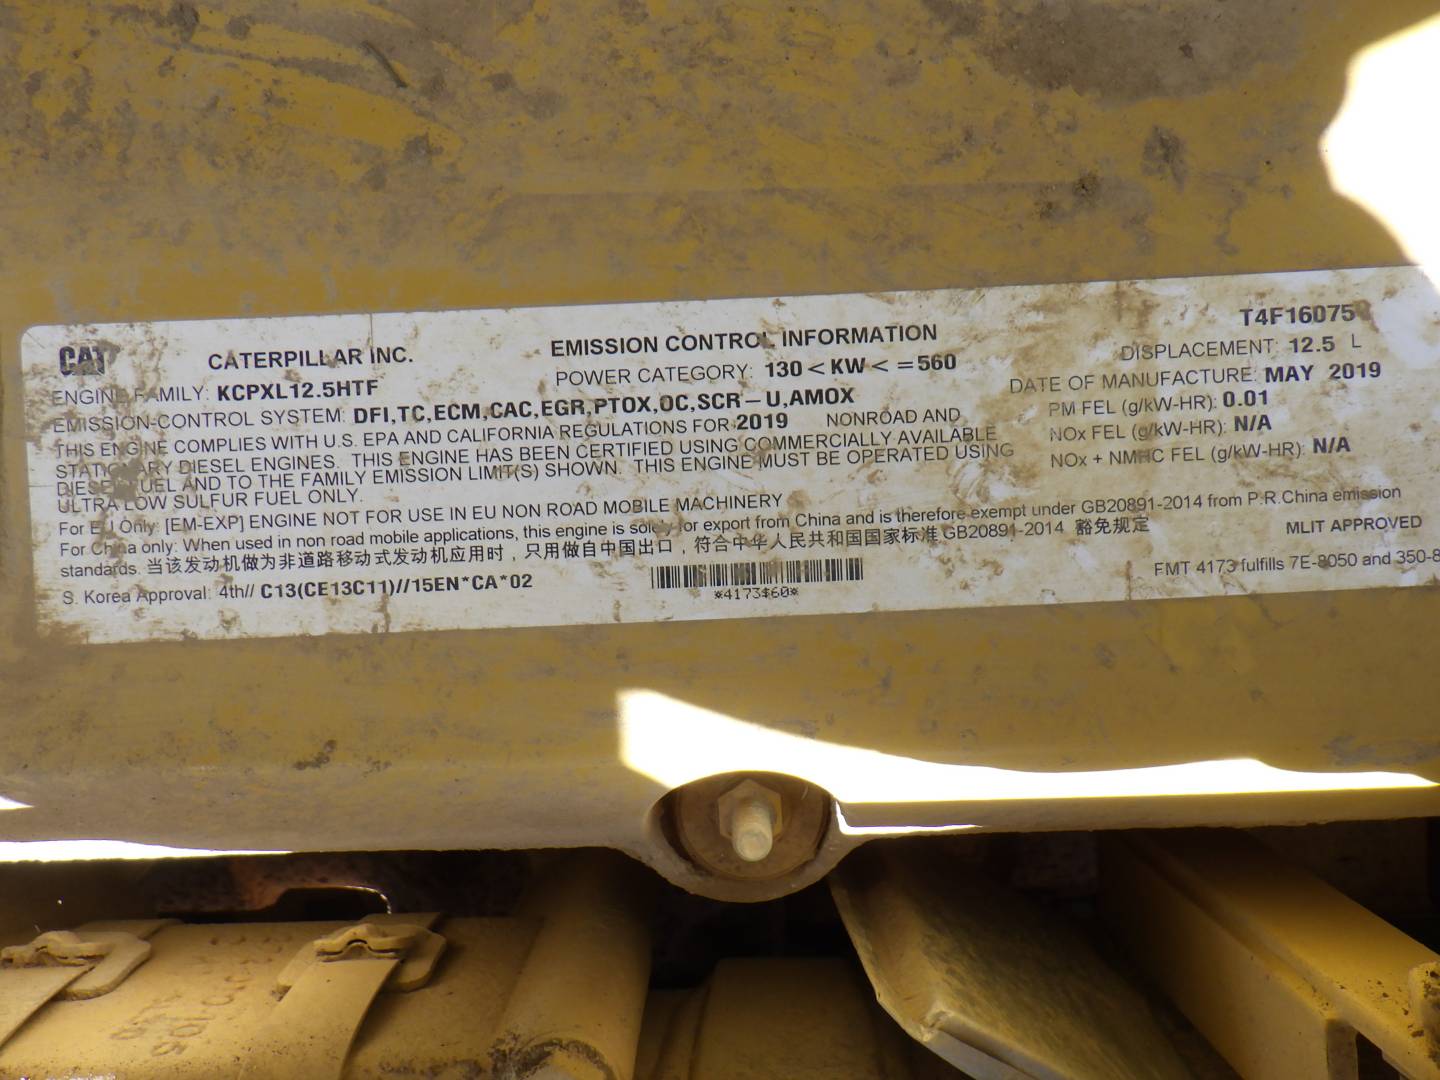 CAT CATERPILLAR INC. EMISSION CONTROL INFORMATION T4F16075
ENGINE FAMILY: KCPXL12.5HTF POWER CATEGORY: 130<KW<=560 DISPLACEMENT: 12.5 L
EMISSION-CONTROL SYSTEM: DFI,TC,ECM,CAC,EGR,PTOX,OC,SCR-U,AMOX DATE OF MANUFACTURE: MAY 2019
THIS ENGINE COMPLIES WITH U.S. EPA AND CALIFORNIA REGULATIONS FOR 2019 NONROAD AND PM FEL (g/kW-HR): 0.01
STATIONARY DIESEL ENGINES. THIS ENGINE HAS BEEN CERTIFIED USING COMMERCIALLY AVAILABLE NOx FEL (g/kW-HR): N/A
DIESEL FUEL AND TO THE FAMILY EMISSION LIMIT(S) SHOWN. THIS ENGINE MUST BE OPERATED USING NOx + NMHC FEL (g/kW-HR): N/A
ULTRA LOW SULFUR FUEL ONLY.
For EU Only: [EM-EXP] ENGINE NOT FOR USE IN EU NON ROAD MOBILE MACHINERY
For China only: When used in non road mobile applications, this engine is solely for export from China and is therefore exempt under GB20891-2014 from P.R.China emission
standards. 当该发动机做为非道路移动式发动机应用时，只用做自中国出口，符合中华人民共和国国家标准 GB20891-2014 豁免规定 MLIT APPROVED
S. Korea Approval: 4th// C13(CE13C11)//15EN*CA*02 *4173$60* FMT 4173 fulfills 7E-8050 and 350-8